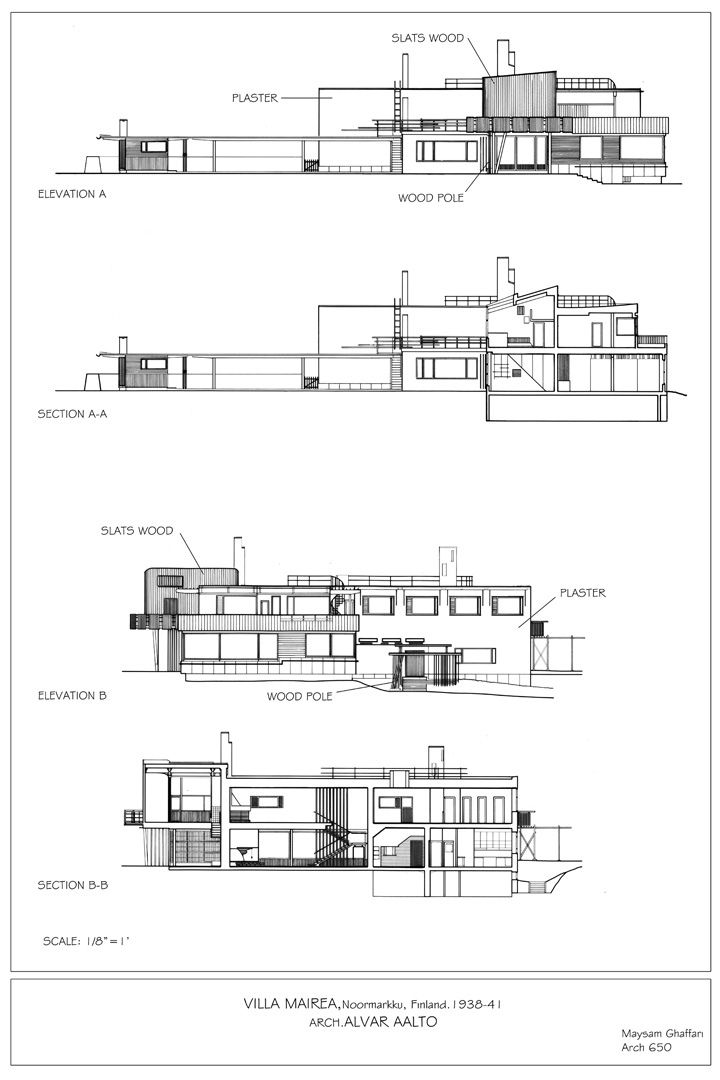 SLATS WOOD
PLASTER
ELEVATION A
WOOD POLE
SECTION A-A
SLATS WOOD
PLASTER
ELEVATION B
WOOD POLE
SECTION B-B
SCALE: 1/8"=1'
VILLA MAIREA, Noormarkku, Finland. 1938-41
ARCH. ALVAR AALTO
Maysam Ghaffari
Arch 650